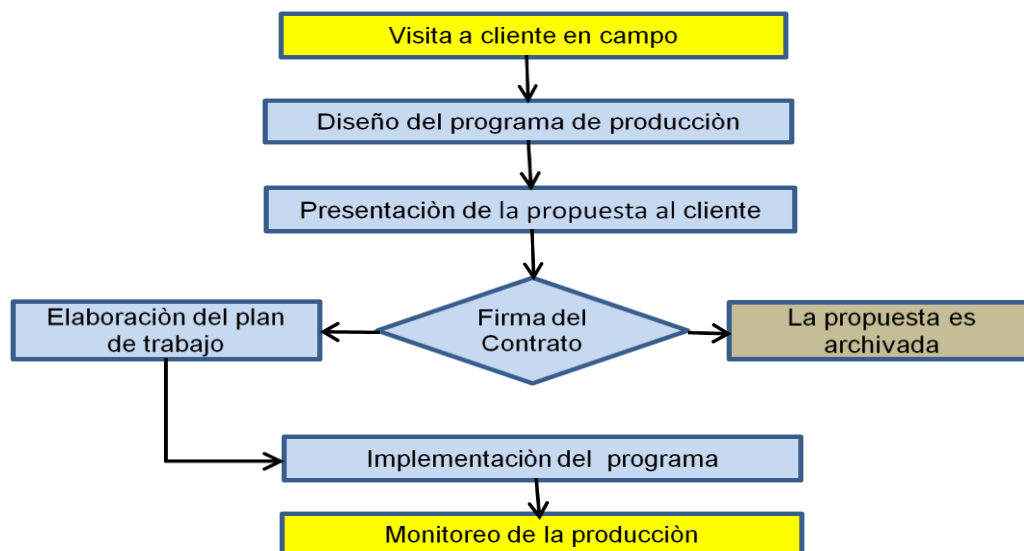 Visita a cliente en campo
Diseño del programa de producciòn
Presentaciòn de la propuesta al cliente
Elaboraciòn del plan
de trabajo
Firma del
Contrato
La propuesta es
archivada
Implementaciòn del programa
Monitoreo de la producciòn